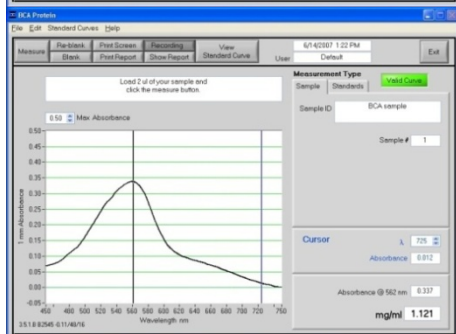 BCA Protein
File Edit Standard Curves Help
Measure Re-blank Print Screen Recording View Standard Curve 6/14/2007 1:22 PM Exit
Blank Print Report Show Report User Default
Load 2 ul of your sample and
click the measure button.
Measurement Type
Valid Curve
Sample Standards
0.50 Max Absorbance
Sample ID BCA sample
Sample # 1
1 mm Absorbance
0.50
0.45
0.40
0.35
0.30
0.25
0.20
0.15
0.10
0.05
0.00
-0.05
450 480 500 520 540 560 580 600 620 640 660 680 700 720 750
Wavelength nm
Cursor λ 725
Absorbance 0.012
Absorbance @ 562 nm 0.337
mg/ml 1.121